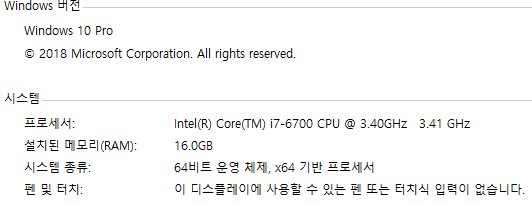 Windows 버전
Windows 10 Pro
© 2018 Microsoft Corporation. All rights reserved.
시스템
프로세서: Intel(R) Core(TM) i7-6700 CPU @ 3.40GHz 3.41 GHz
설치된 메모리(RAM): 16.0GB
시스템 종류: 64비트 운영 체제, x64 기반 프로세서
펜 및 터치: 이 디스플레이에 사용할 수 있는 펜 또는 터치식 입력이 없습니다.